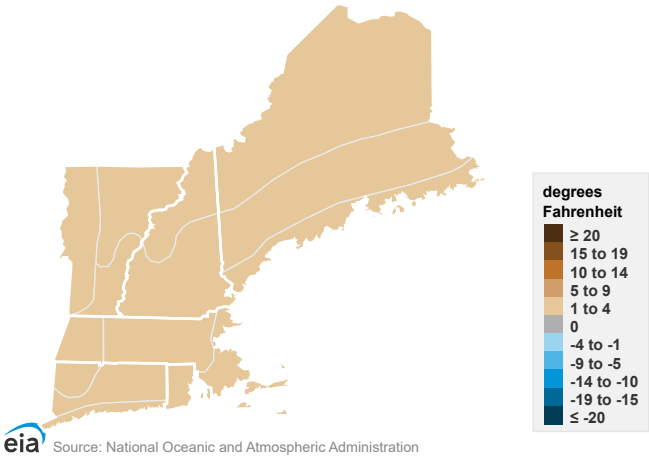 degrees
Fahrenheit
≥ 20
15 to 19
10 to 14
5 to 9
1 to 4
0
-4 to -1
-9 to -5
-14 to -10
-19 to -15
≤ -20
eia
Source: National Oceanic and Atmospheric Administration